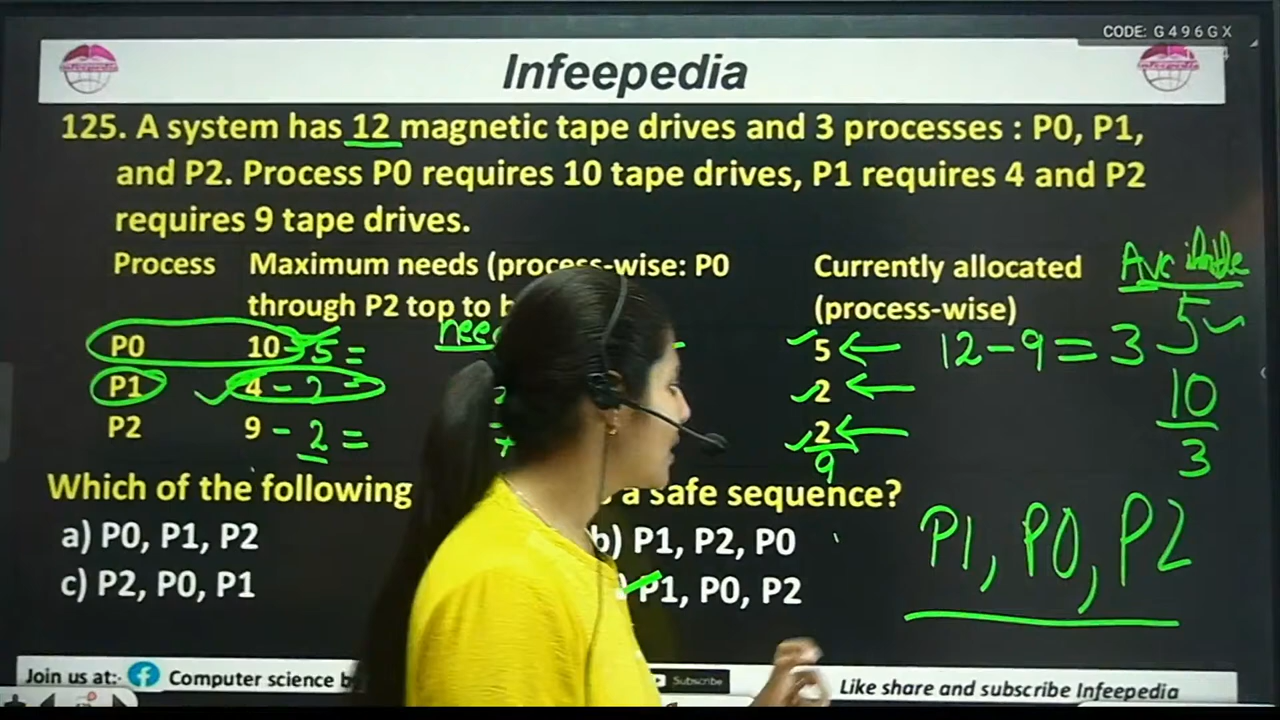 CODE: G 4 9 6 G X
Infeepedia
125. A system has 12 magnetic tape drives and 3 processes : P0, P1,
and P2. Process P0 requires 10 tape drives, P1 requires 4 and P2
requires 9 tape drives.
Process Maximum needs (process-wise: P0 Currently allocated Available
through P2 top to (process-wise)
P0 10 - 5 = 5 12 - 9 = 3 5
P1 4 - 2 = 2 10
P2 9 - 2 = 2
9 3
Which of the following a safe sequence?
a) P0, P1, P2 b) P1, P2, P0
c) P2, P0, P1 P1, P0, P2
P1, P0, P2
Join us at:- Computer science Subscribe Like share and subscribe Infeepedia